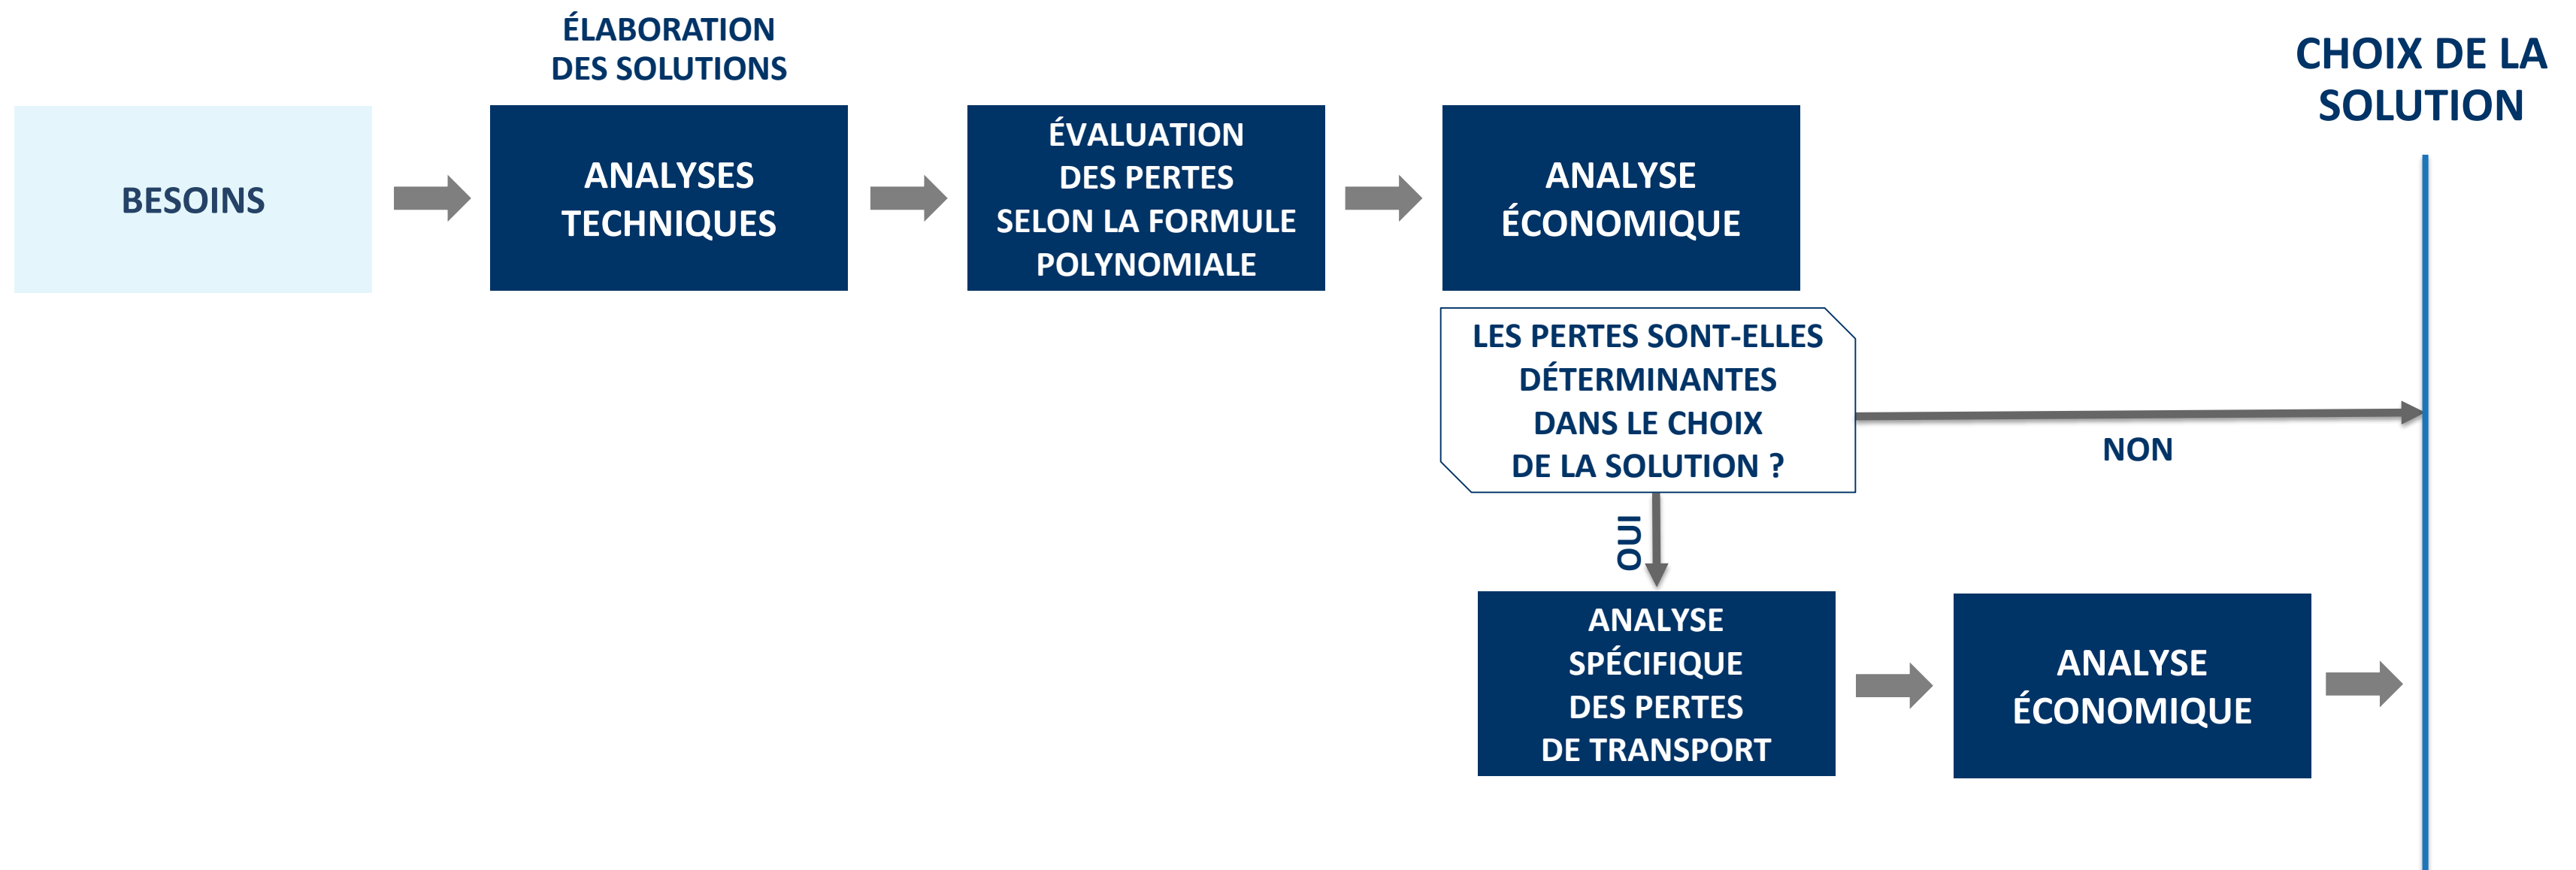 ÉLABORATION
DES SOLUTIONS
CHOIX DE LA
SOLUTION
BESOINS
ANALYSES
TECHNIQUES
ÉVALUATION
DES PERTES
SELON LA FORMULE
POLYNOMIALE
ANALYSE
ÉCONOMIQUE
LES PERTES SONT-ELLES
DÉTERMINANTES
DANS LE CHOIX
DE LA SOLUTION ?
NON
OUI
ANALYSE
SPÉCIFIQUE
DES PERTES
DE TRANSPORT
ANALYSE
ÉCONOMIQUE